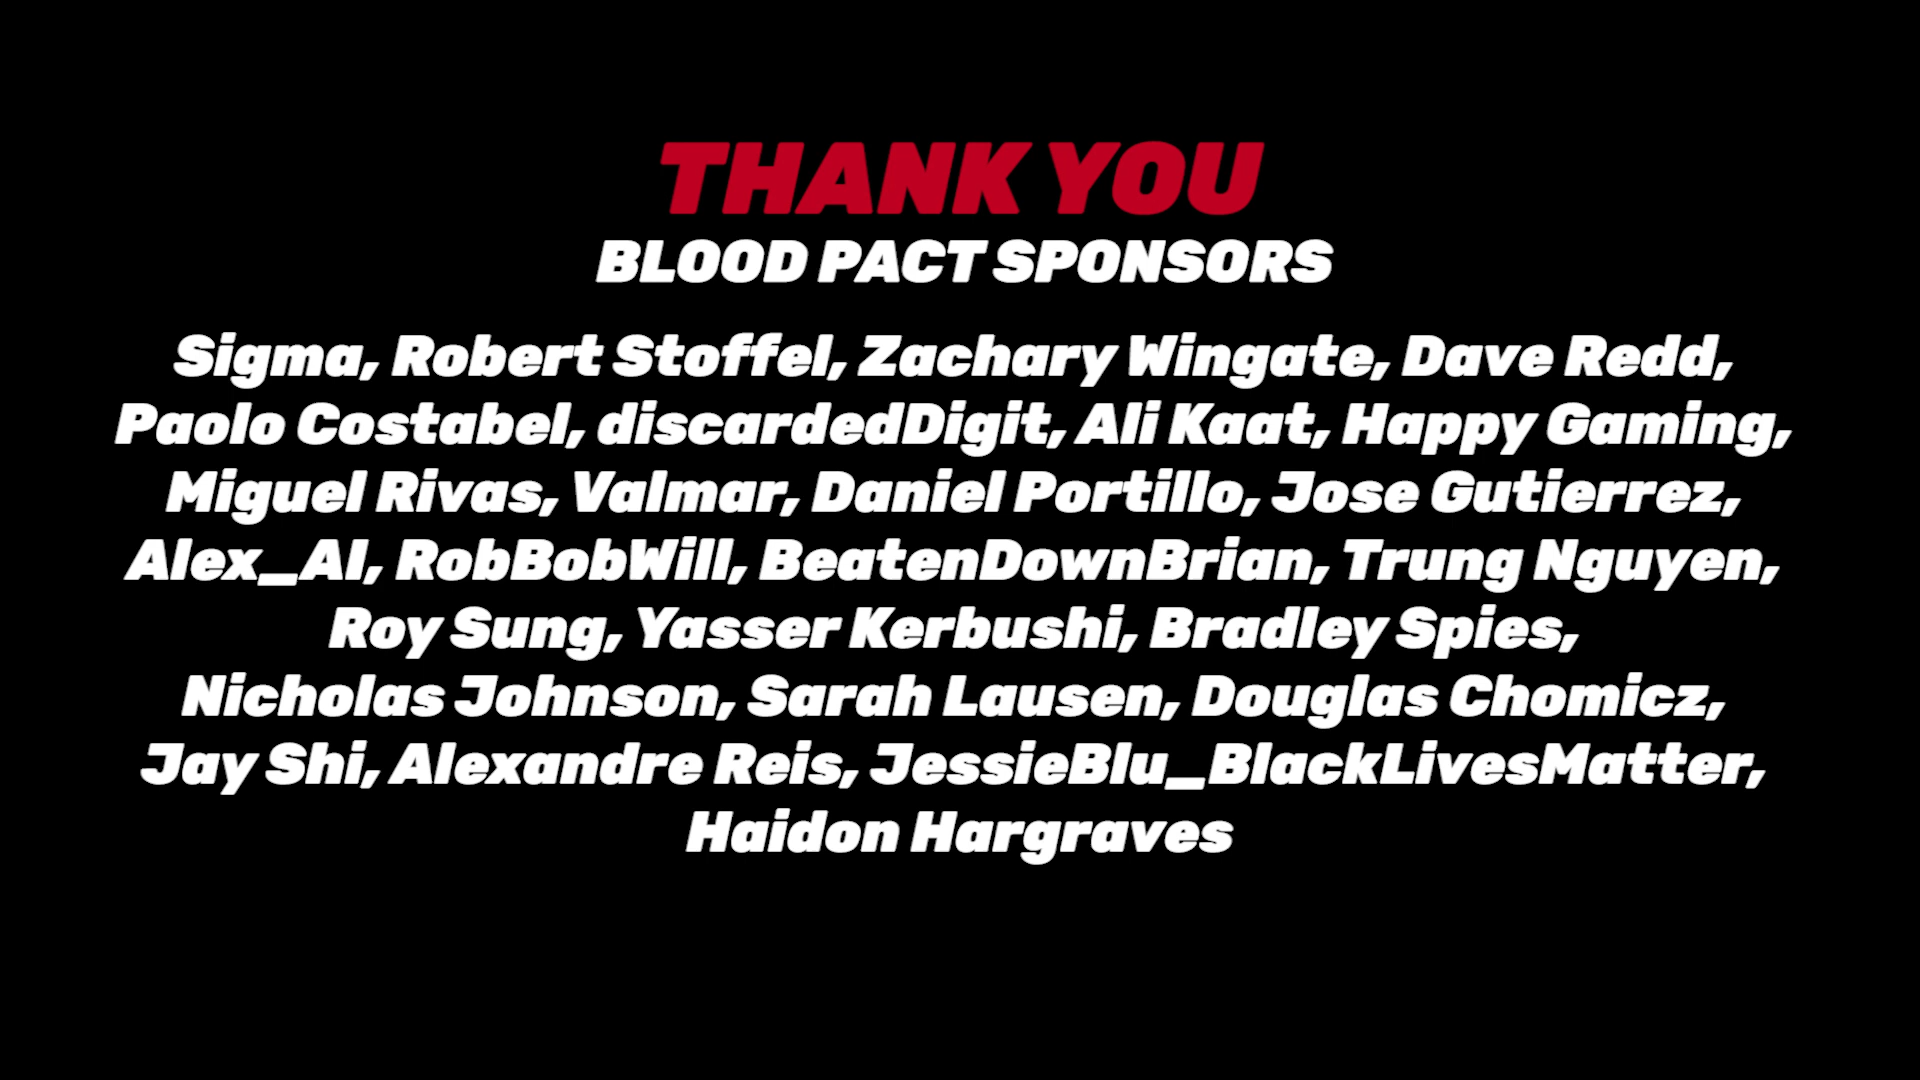 THANK YOU
BLOOD PACT SPONSORS
Sigma, Robert Stoffel, Zachary Wingate, Dave Redd,
Paolo Costabel, discardedDigit, Ali Kaat, Happy Gaming,
Miguel Rivas, Valmar, Daniel Portillo, Jose Gutierrez,
Alex_AI, RobBobWill, BeatenDownBrian, Trung Nguyen,
Roy Sung, Yasser Kerbushi, Bradley Spies,
Nicholas Johnson, Sarah Lausen, Douglas Chomicz,
Jay Shi, Alexandre Reis, JessieBlu_BlackLivesMatter,
Haidon Hargraves